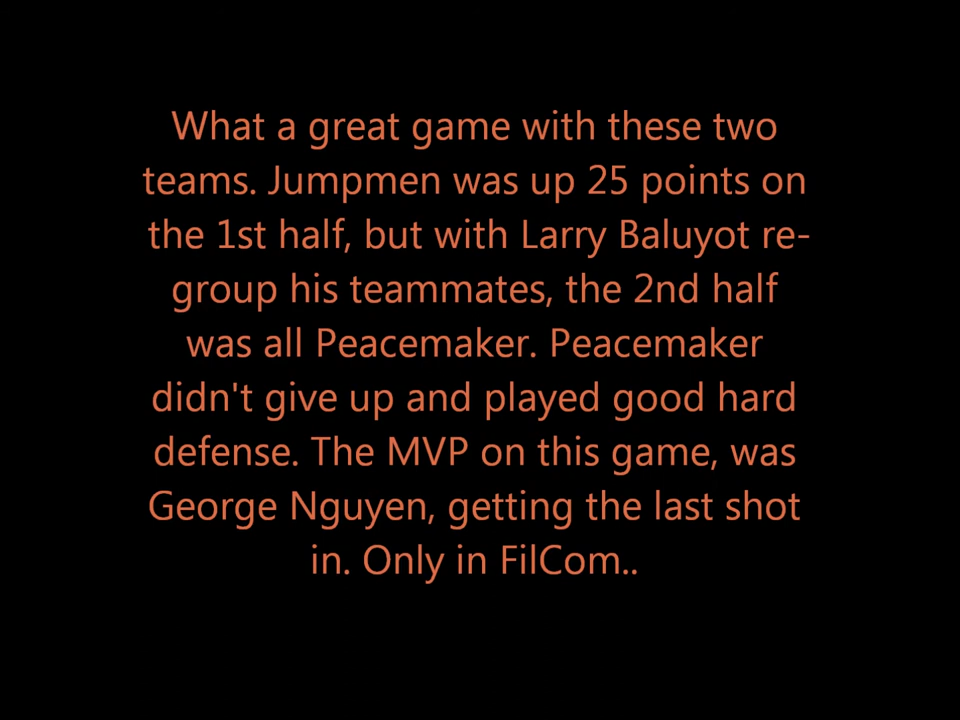 What a great game with these two
teams. Jumpmen was up 25 points on
the 1st half, but with Larry Baluyot re-
group his teammates, the 2nd half
was all Peacemaker. Peacemaker
didn't give up and played good hard
defense. The MVP on this game, was
George Nguyen, getting the last shot
in. Only in FilCom..